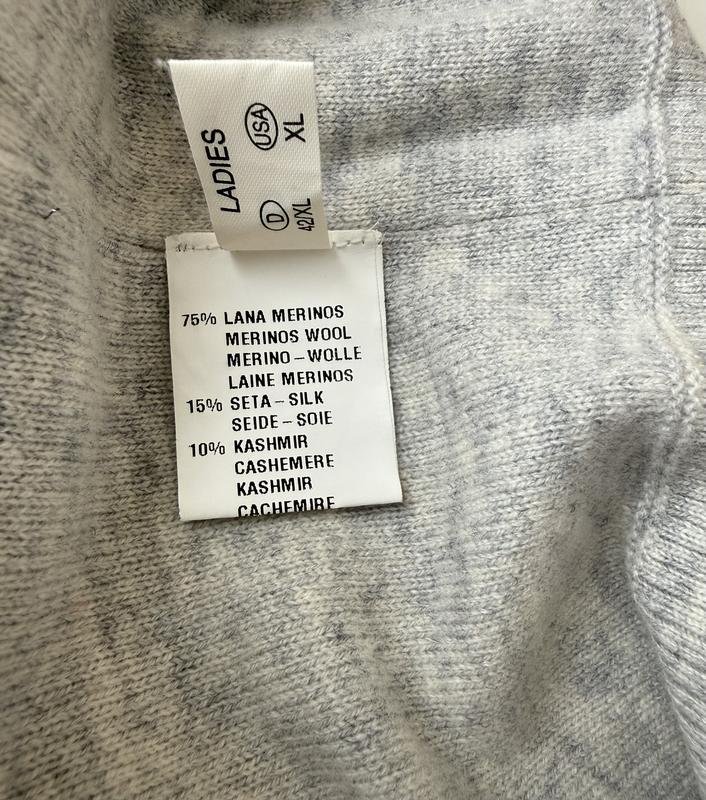 LADIES
D USA
42/XL XL
75% LANA MERINOS
MERINOS WOOL
MERINO – WOLLE
LAINE MERINOS
15% SETA – SILK
SEIDE – SOIE
10% KASHMIR
CASHEMERE
KASHMIR
CACHEMIRE